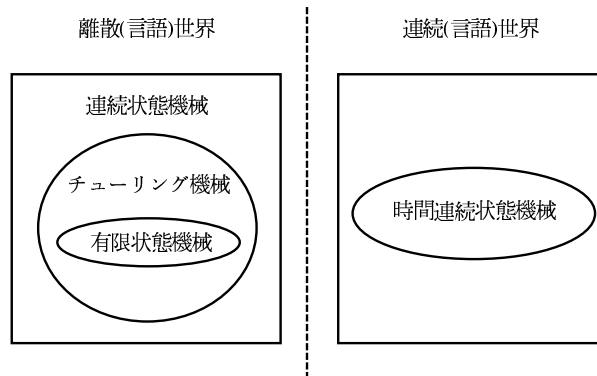 離散(言語)世界
連続状態機械
チューリング機械
有限状態機械
連続(言語)世界
時間連続状態機械